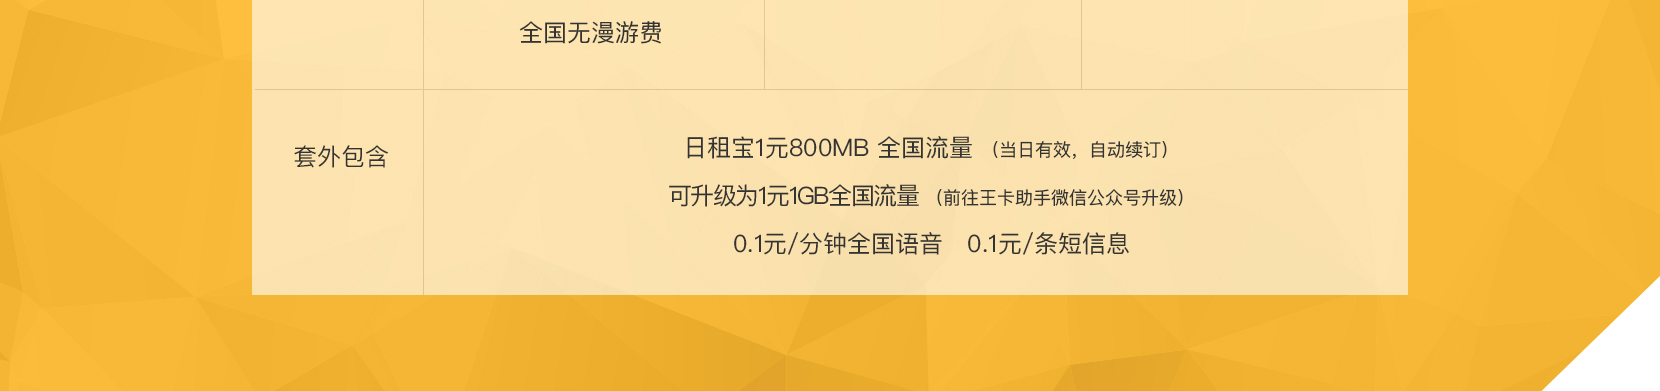 全国无漫游费
套外包含
日租宝1元800MB 全国流量 （当日有效，自动续订）
可升级为1元1GB全国流量 （前往王卡助手微信公众号升级）
0.1元/分钟全国语音 0.1元/条短信息